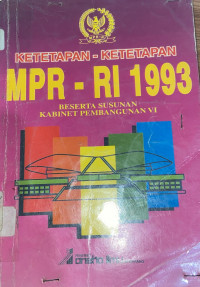 KETETAPAN - KETETAPAN
MPR - RI 1993
BESERTA SUSUNAN
KABINET PEMBANGUNAN VI